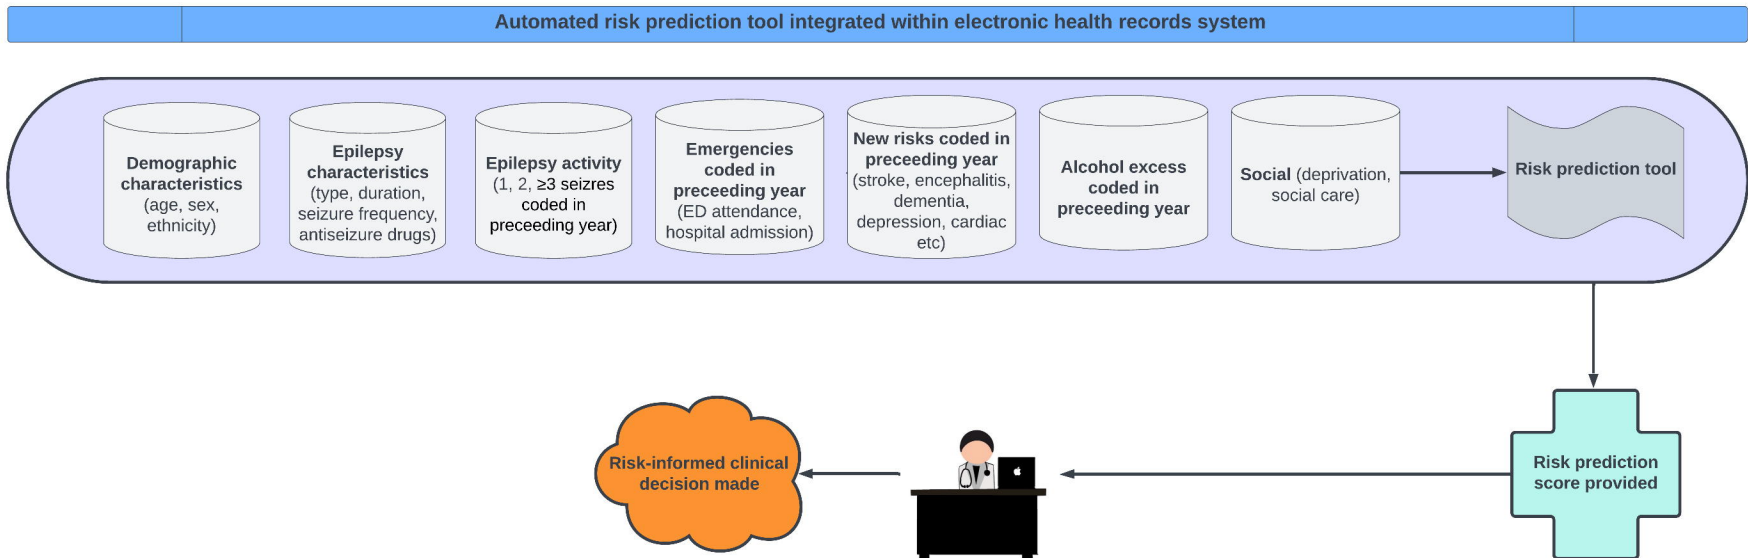 Automated risk prediction tool integrated within electronic health records system
Demographic
characteristics
(age, sex,
ethnicity)
Epilepsy
characteristics
(type, duration,
seizure frequency,
antiseizure drugs)
Epilepsy activity
(1, 2, ≥3 seizres
coded in
preceeding year)
Emergencies
coded in
preceeding year
(ED attendance,
hospital admission)
New risks coded in
preceeding year
(stroke, encephalitis,
dementia,
depression, cardiac
etc)
Alcohol excess
coded in
preceeding year
Social (deprivation,
social care)
Risk prediction tool
Risk-informed clinical
decision made
Risk prediction
score provided